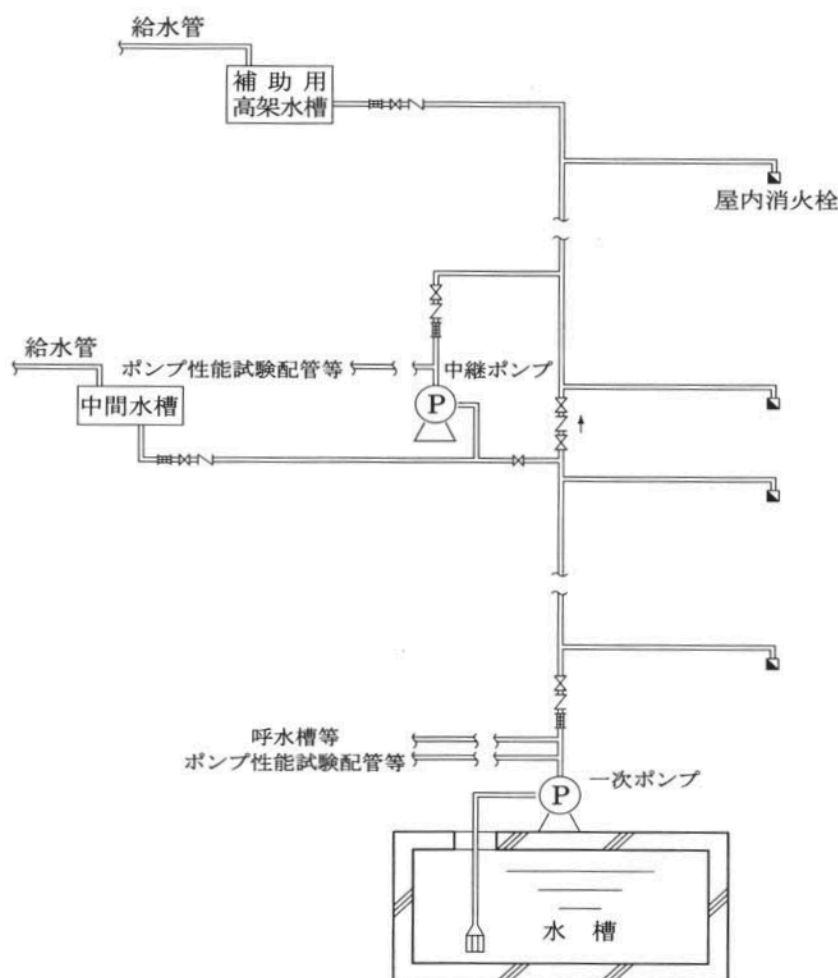 給水管
補助用
高架水槽
屋内消火栓
給水管
ポンプ性能試験配管等
中継ポンプ
中間水槽
P
呼水槽等
ポンプ性能試験配管等
一次ポンプ
P
水槽